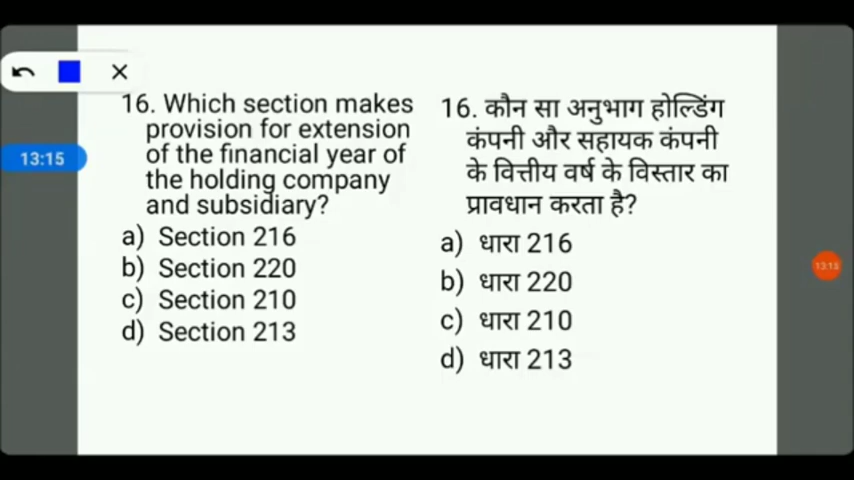 16. Which section makes
provision for extension
of the financial year of
the holding company
and subsidiary?
a) Section 216
b) Section 220
c) Section 210
d) Section 213
16. कौन सा अनुभाग होल्डिंग
कंपनी और सहायक कंपनी
के वित्तीय वर्ष के विस्तार का
प्रावधान करता है?
a) धारा 216
b) धारा 220
c) धारा 210
d) धारा 213
13:15
13:15